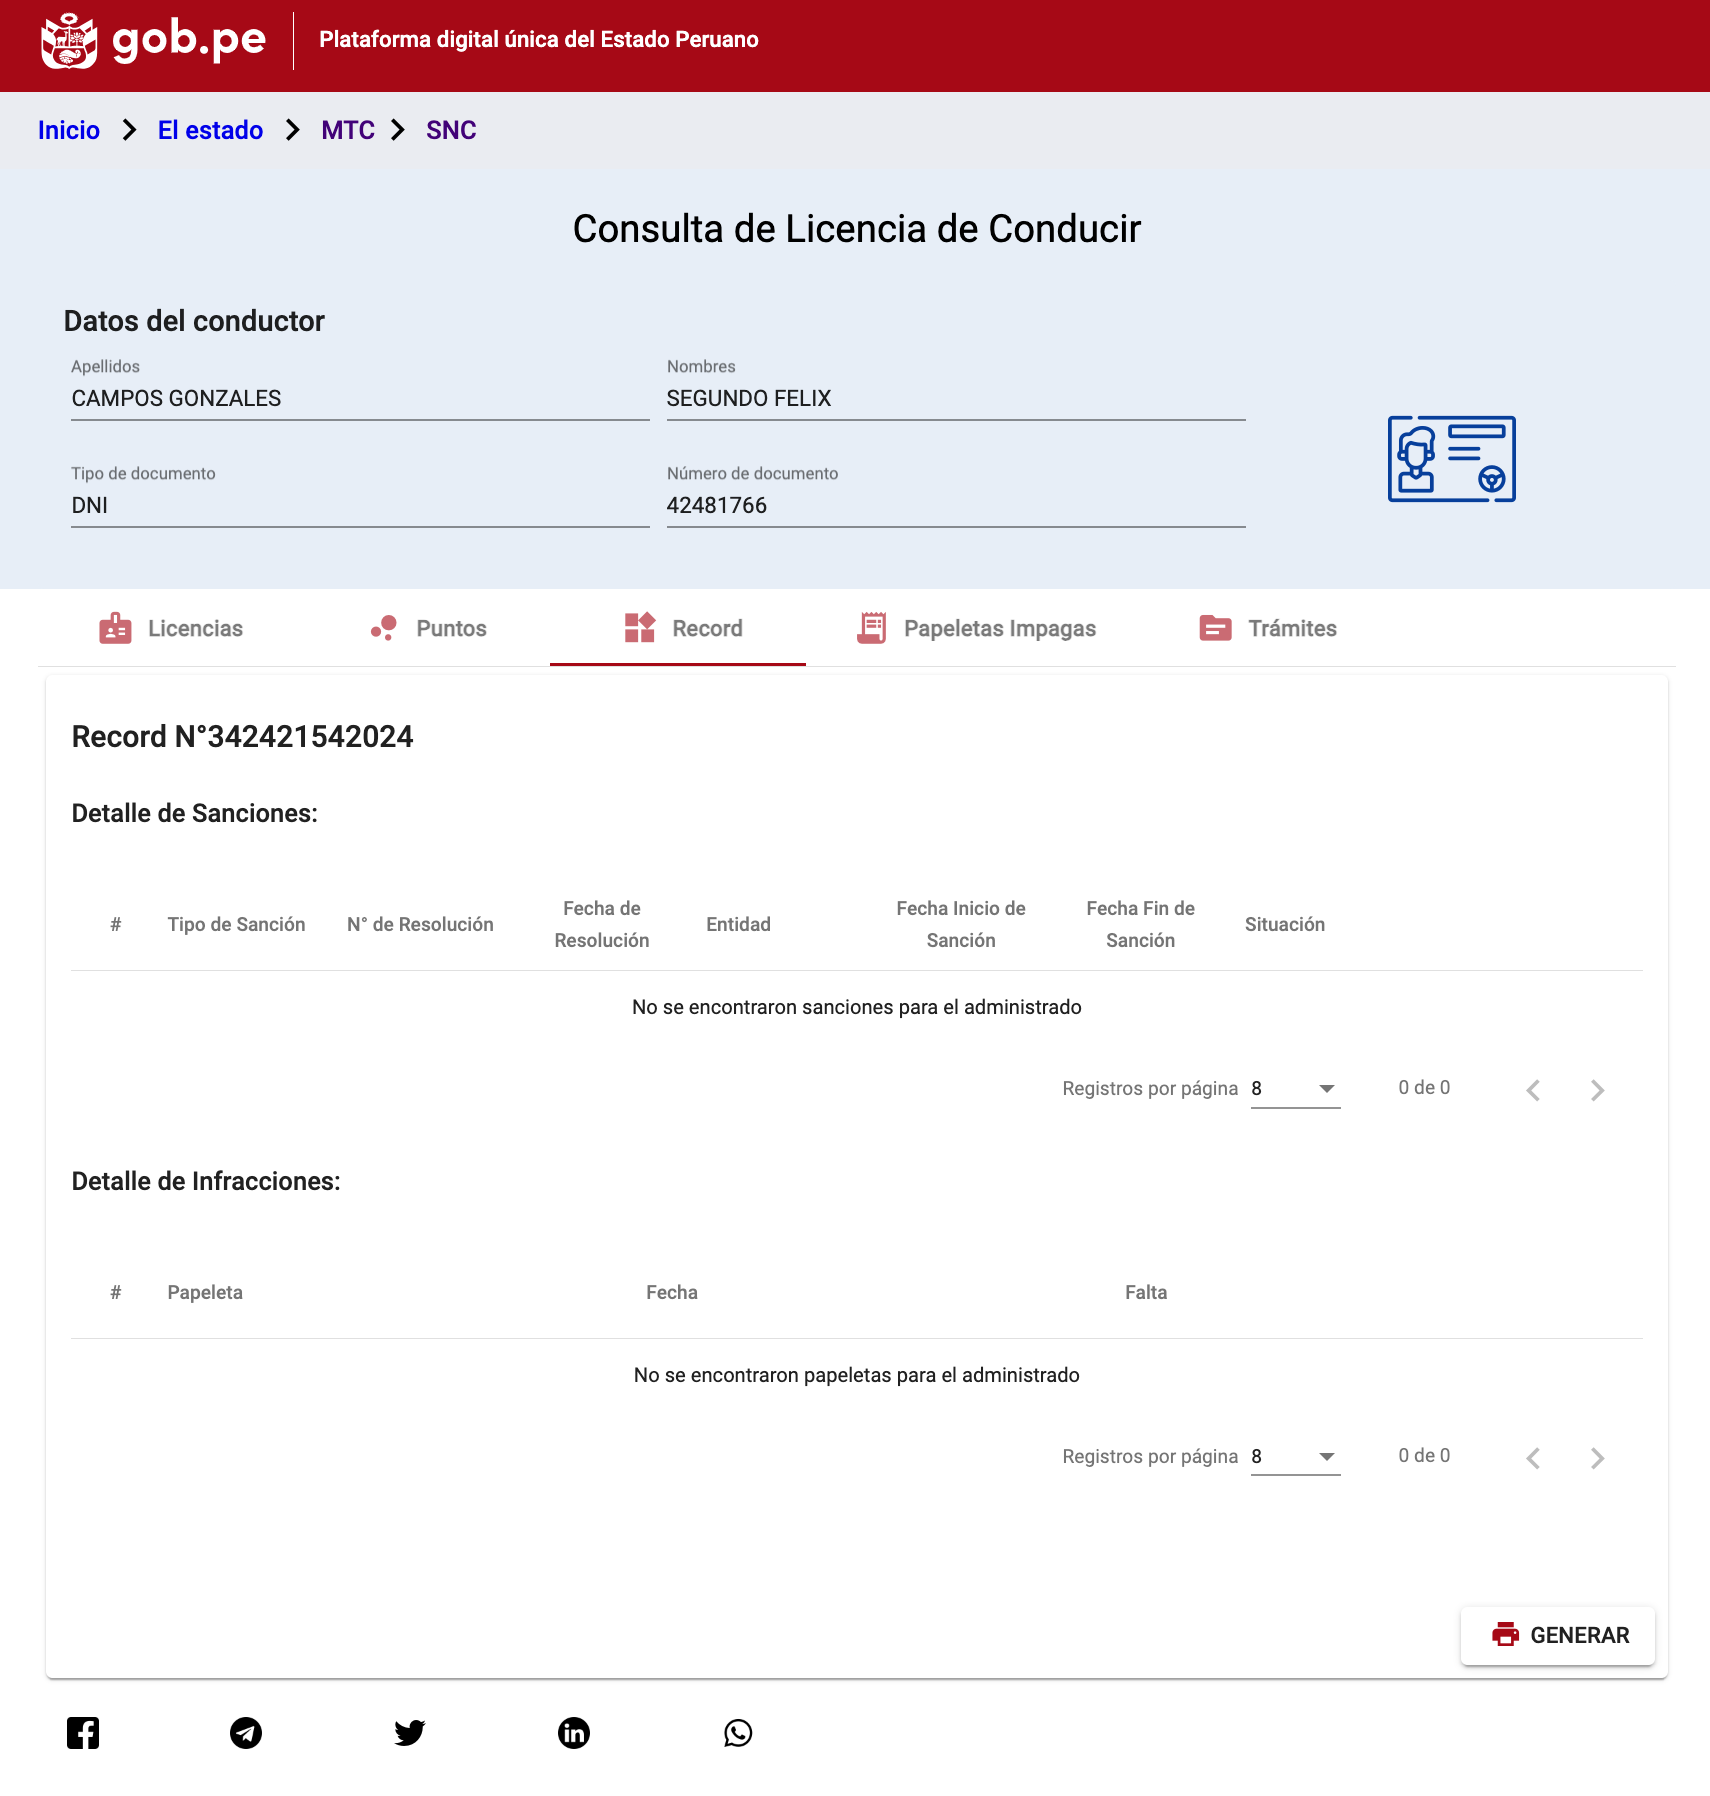 gob.pe
Plataforma digital única del Estado Peruano
Inicio > El estado > MTC > SNC
Consulta de Licencia de Conducir
Datos del conductor
Apellidos Nombres
CAMPOS GONZALES SEGUNDO FELIX
Tipo de documento Número de documento
DNI 42481766
Licencias Puntos Record Papeletas Impagas Trámites
Record N°342421542024
Detalle de Sanciones:
# Tipo de Sanción N° de Resolución Fecha de Resolución Entidad Fecha Inicio de Sanción Fecha Fin de Sanción Situación
No se encontraron sanciones para el administrado
Registros por página 8 0 de 0
Detalle de Infracciones:
# Papeleta Fecha Falta
No se encontraron papeletas para el administrado
Registros por página 8 0 de 0
GENERAR